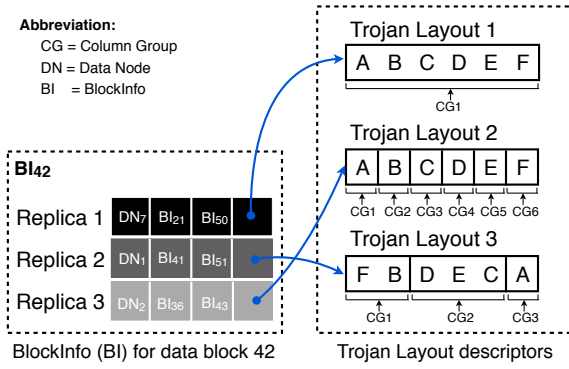 Abbreviation:
CG = Column Group
DN = Data Node
BI = BlockInfo
BI42
Replica 1 DN7 BI21 BI50
Replica 2 DN1 BI41 BI51
Replica 3 DN2 BI36 BI43
BlockInfo (BI) for data block 42
Trojan Layout 1
A B C D E F
CG1
Trojan Layout 2
A B C D E F
CG1 CG2 CG3 CG4 CG5 CG6
Trojan Layout 3
F B D E C A
CG1 CG2 CG3
Trojan Layout descriptors